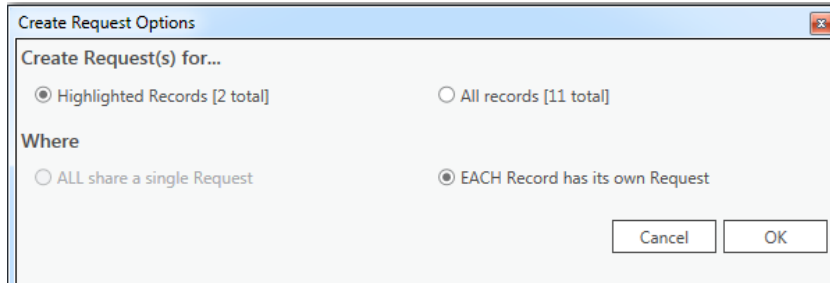 Create Request Options
Create Request(s) for...
Highlighted Records [2 total] All records [11 total]
Where
ALL share a single Request EACH Record has its own Request
Cancel OK